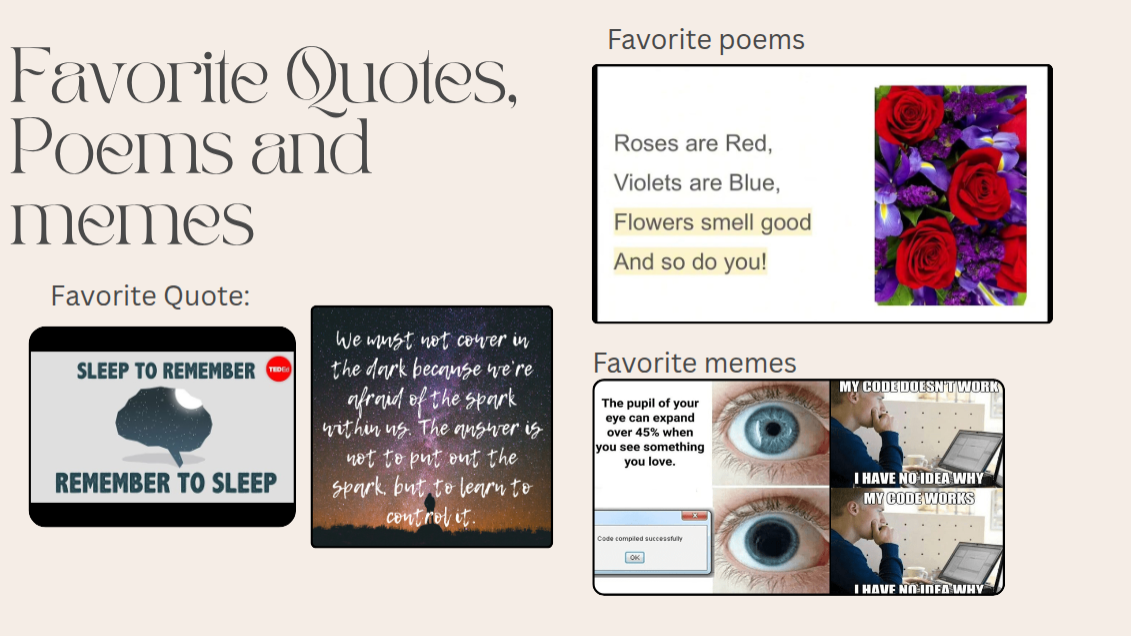 Favorite Quotes,
Poems and
memes
Favorite Quote:
SLEEP TO REMEMBER
TEDEd
REMEMBER TO SLEEP
We must not cower in
the dark because we're
afraid of the spark
within us. The answer is
not to put out the
spark, but to learn to
control it.
Favorite poems
Roses are Red,
Violets are Blue,
Flowers smell good
And so do you!
Favorite memes
The pupil of your
eye can expand
over 45% when
you see something
you love.
Code compiled successfully
OK
MY CODE DOESN'T WORK
I HAVE NO IDEA WHY
MY CODE WORKS
I HAVE NO IDEA WHY